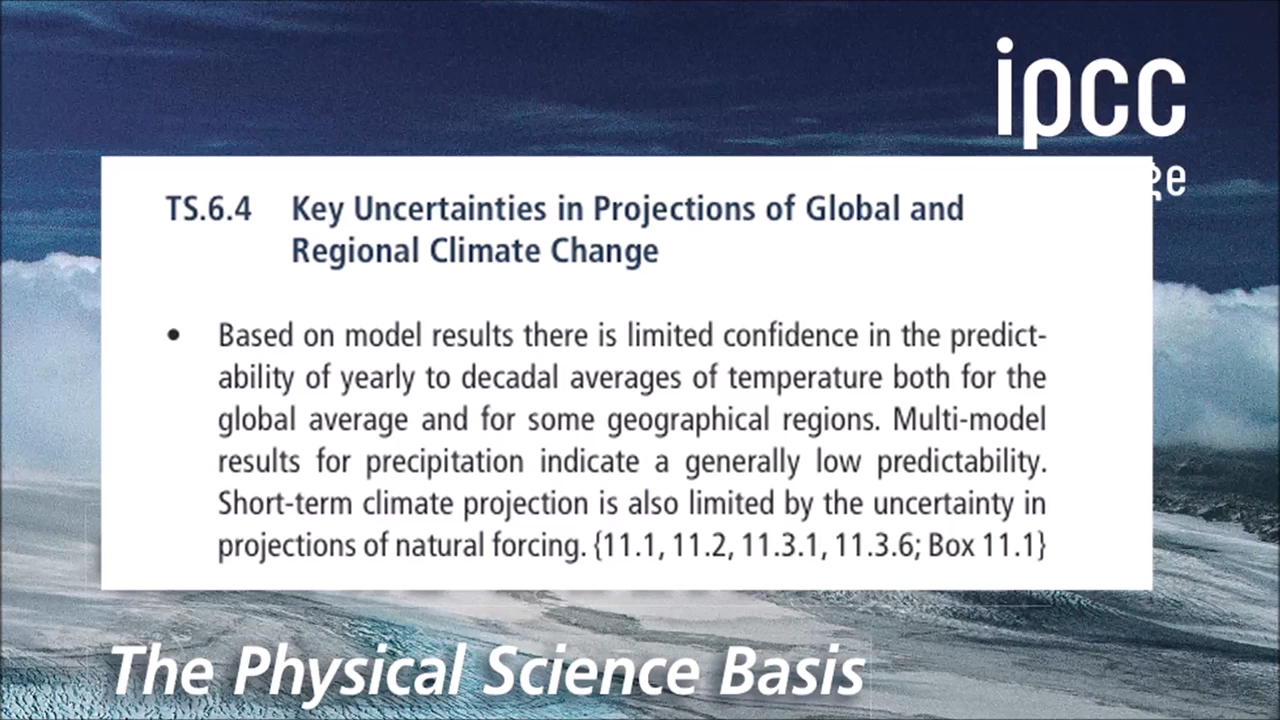 ipcc
ge
TS.6.4 Key Uncertainties in Projections of Global and
Regional Climate Change
• Based on model results there is limited confidence in the predict-
ability of yearly to decadal averages of temperature both for the
global average and for some geographical regions. Multi-model
results for precipitation indicate a generally low predictability.
Short-term climate projection is also limited by the uncertainty in
projections of natural forcing. {11.1, 11.2, 11.3.1, 11.3.6; Box 11.1}
The Physical Science Basis